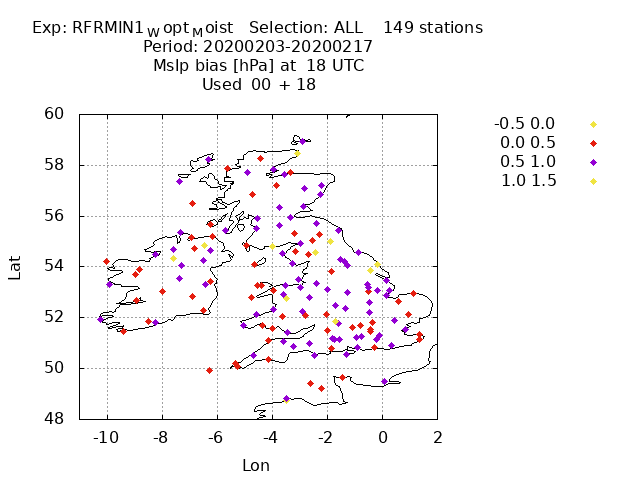 Exp: RFRMIN1 W opt M oist Selection: ALL 149 stations
Period: 20200203-20200217
Mslp bias [hPa] at 18 UTC
Used 00 + 18
-0.5 0.0
0.0 0.5
0.5 1.0
1.0 1.5
60
58
56
54
52
50
48
Lat
-10 -8 -6 -4 -2 0 2
Lon